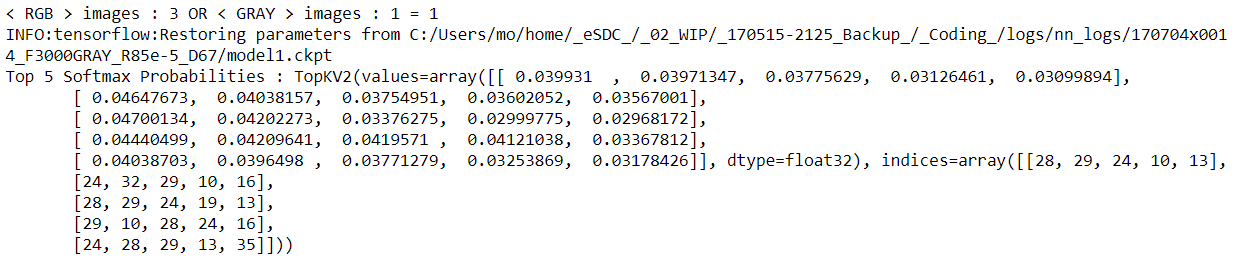 < RGB > images : 3 OR < GRAY > images : 1 = 1
INFO:tensorflow:Restoring parameters from C:/Users/mo/home/_eSDC_/_02_WIP/_170515-2125_Backup_/_Coding_/logs/nn_logs/170704x001
4_F3000GRAY_R85e-5_D67/model1.ckpt
Top 5 Softmax Probabilities : TopKV2(values=array([[ 0.039931  ,  0.03971347,  0.03775629,  0.03126461,  0.03099894],
       [ 0.04647673,  0.04038157,  0.03754951,  0.03602052,  0.03567001],
       [ 0.04700134,  0.04202273,  0.03376275,  0.02999775,  0.02968172],
       [ 0.04440499,  0.04209641,  0.0419571 ,  0.04121038,  0.03367812],
       [ 0.04038703,  0.0396498 ,  0.03771279,  0.03253869,  0.03178426]], dtype=float32), indices=array([[28, 29, 24, 10, 13],
       [24, 32, 29, 10, 16],
       [28, 29, 24, 19, 13],
       [29, 10, 28, 24, 16],
       [24, 28, 29, 13, 35]]))